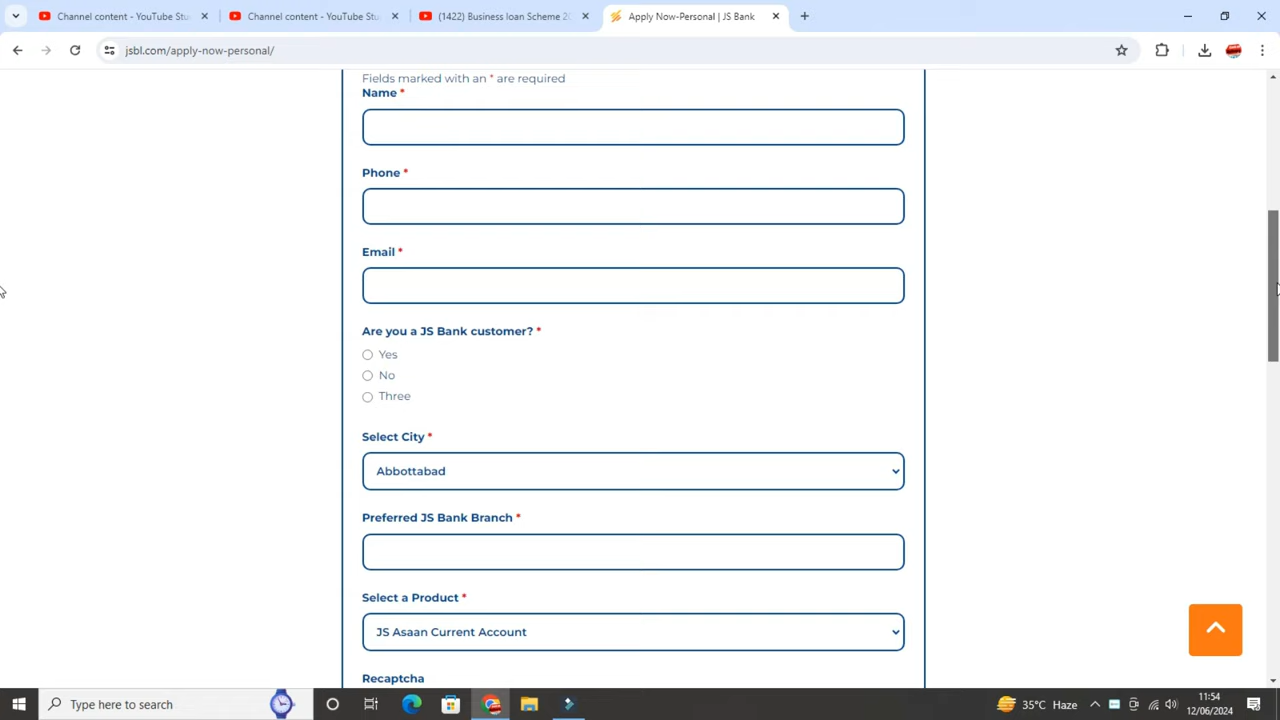 Channel content - YouTube Stu
Channel content - YouTube Stu
(1422) Business loan Scheme 2
Apply Now-Personal | JS Bank
jsbl.com/apply-now-personal/
Fields marked with an * are required
Name *
Phone *
Email *
Are you a JS Bank customer? *
Yes
No
Three
Select City *
Abbottabad
Preferred JS Bank Branch *
Select a Product *
JS Asaan Current Account
Recaptcha
Type here to search
35°C Haze
11:54
12/06/2024